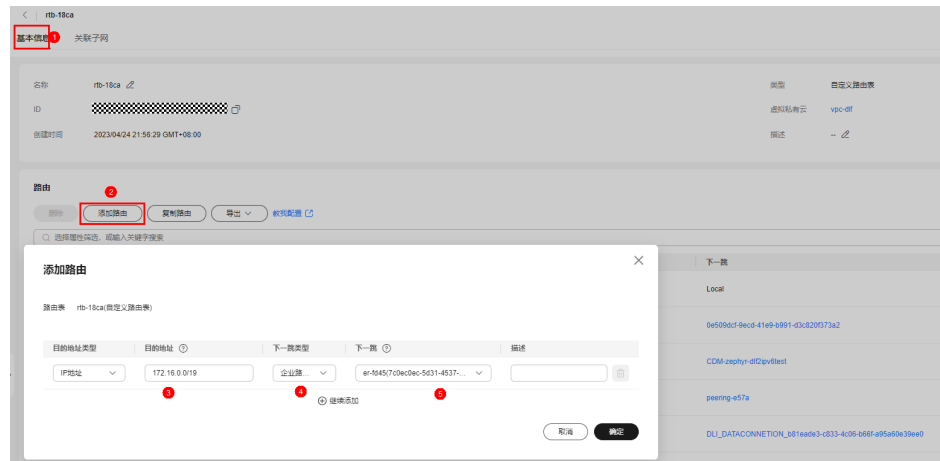 < rtb-18ca
基本信息 1 关联子网
名称 rtb-18ca 类型 自定义路由表
ID 虚拟私有云 vpc-dlf
创建时间 2023/04/24 21:56:29 GMT+08:00 描述 --
路由
2
删除 添加路由 复制路由 导出 教我配置
选择属性筛选，或输入关键字搜索
下一跳
Local
0e509dcf-9ecd-41e9-b991-d3c820f373a2
CDM-zephyr-dlf2ipv6test
peering-e57a
DLI_DATACONNETION_b81eade3-c833-4c06-b66f-a95a60e39ee0
添加路由
路由表 rtb-18ca(自定义路由表)
目的地址类型 目的地址 下一跳类型 下一跳 描述
IP地址 172.16.0.0/19 企业路... er-fd45(7c0ec0ec-5d31-4537-...
3 4 5
继续添加
取消 确定